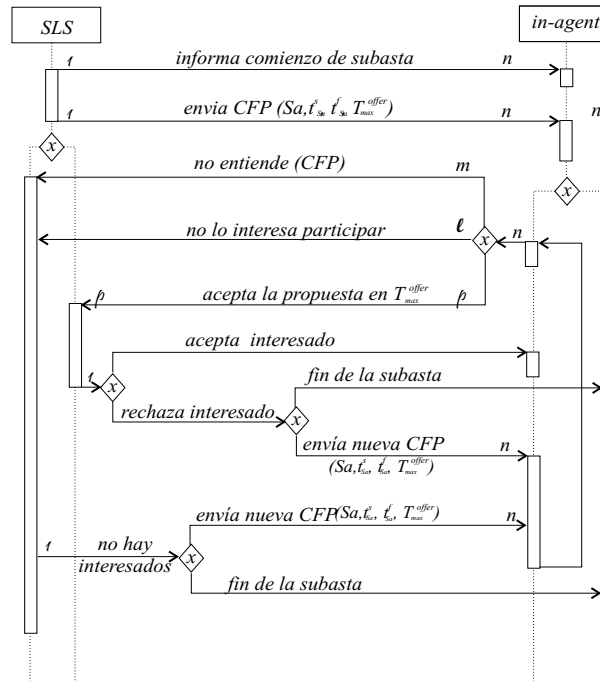 SLS
in-agent
1 informa comienzo de subasta n
1 envia CFP (Sa, t^s_Sa t^f_Sa T^offer_max) n
n
x
no entiende (CFP) m
x
no lo interesa participar ℓ x n
p acepta la propuesta en T^offer_max p
acepta interesado
1 x
fin de la subasta
rechaza interesado x
envía nueva CFP n
(Sa, t^s_Sa, t^f_Sa, T^offer_max)
envía nueva CFP(Sa, t^s_Sa, t^f_Sa, T^offer_max) n
1 no hay
interesados x
fin de la subasta